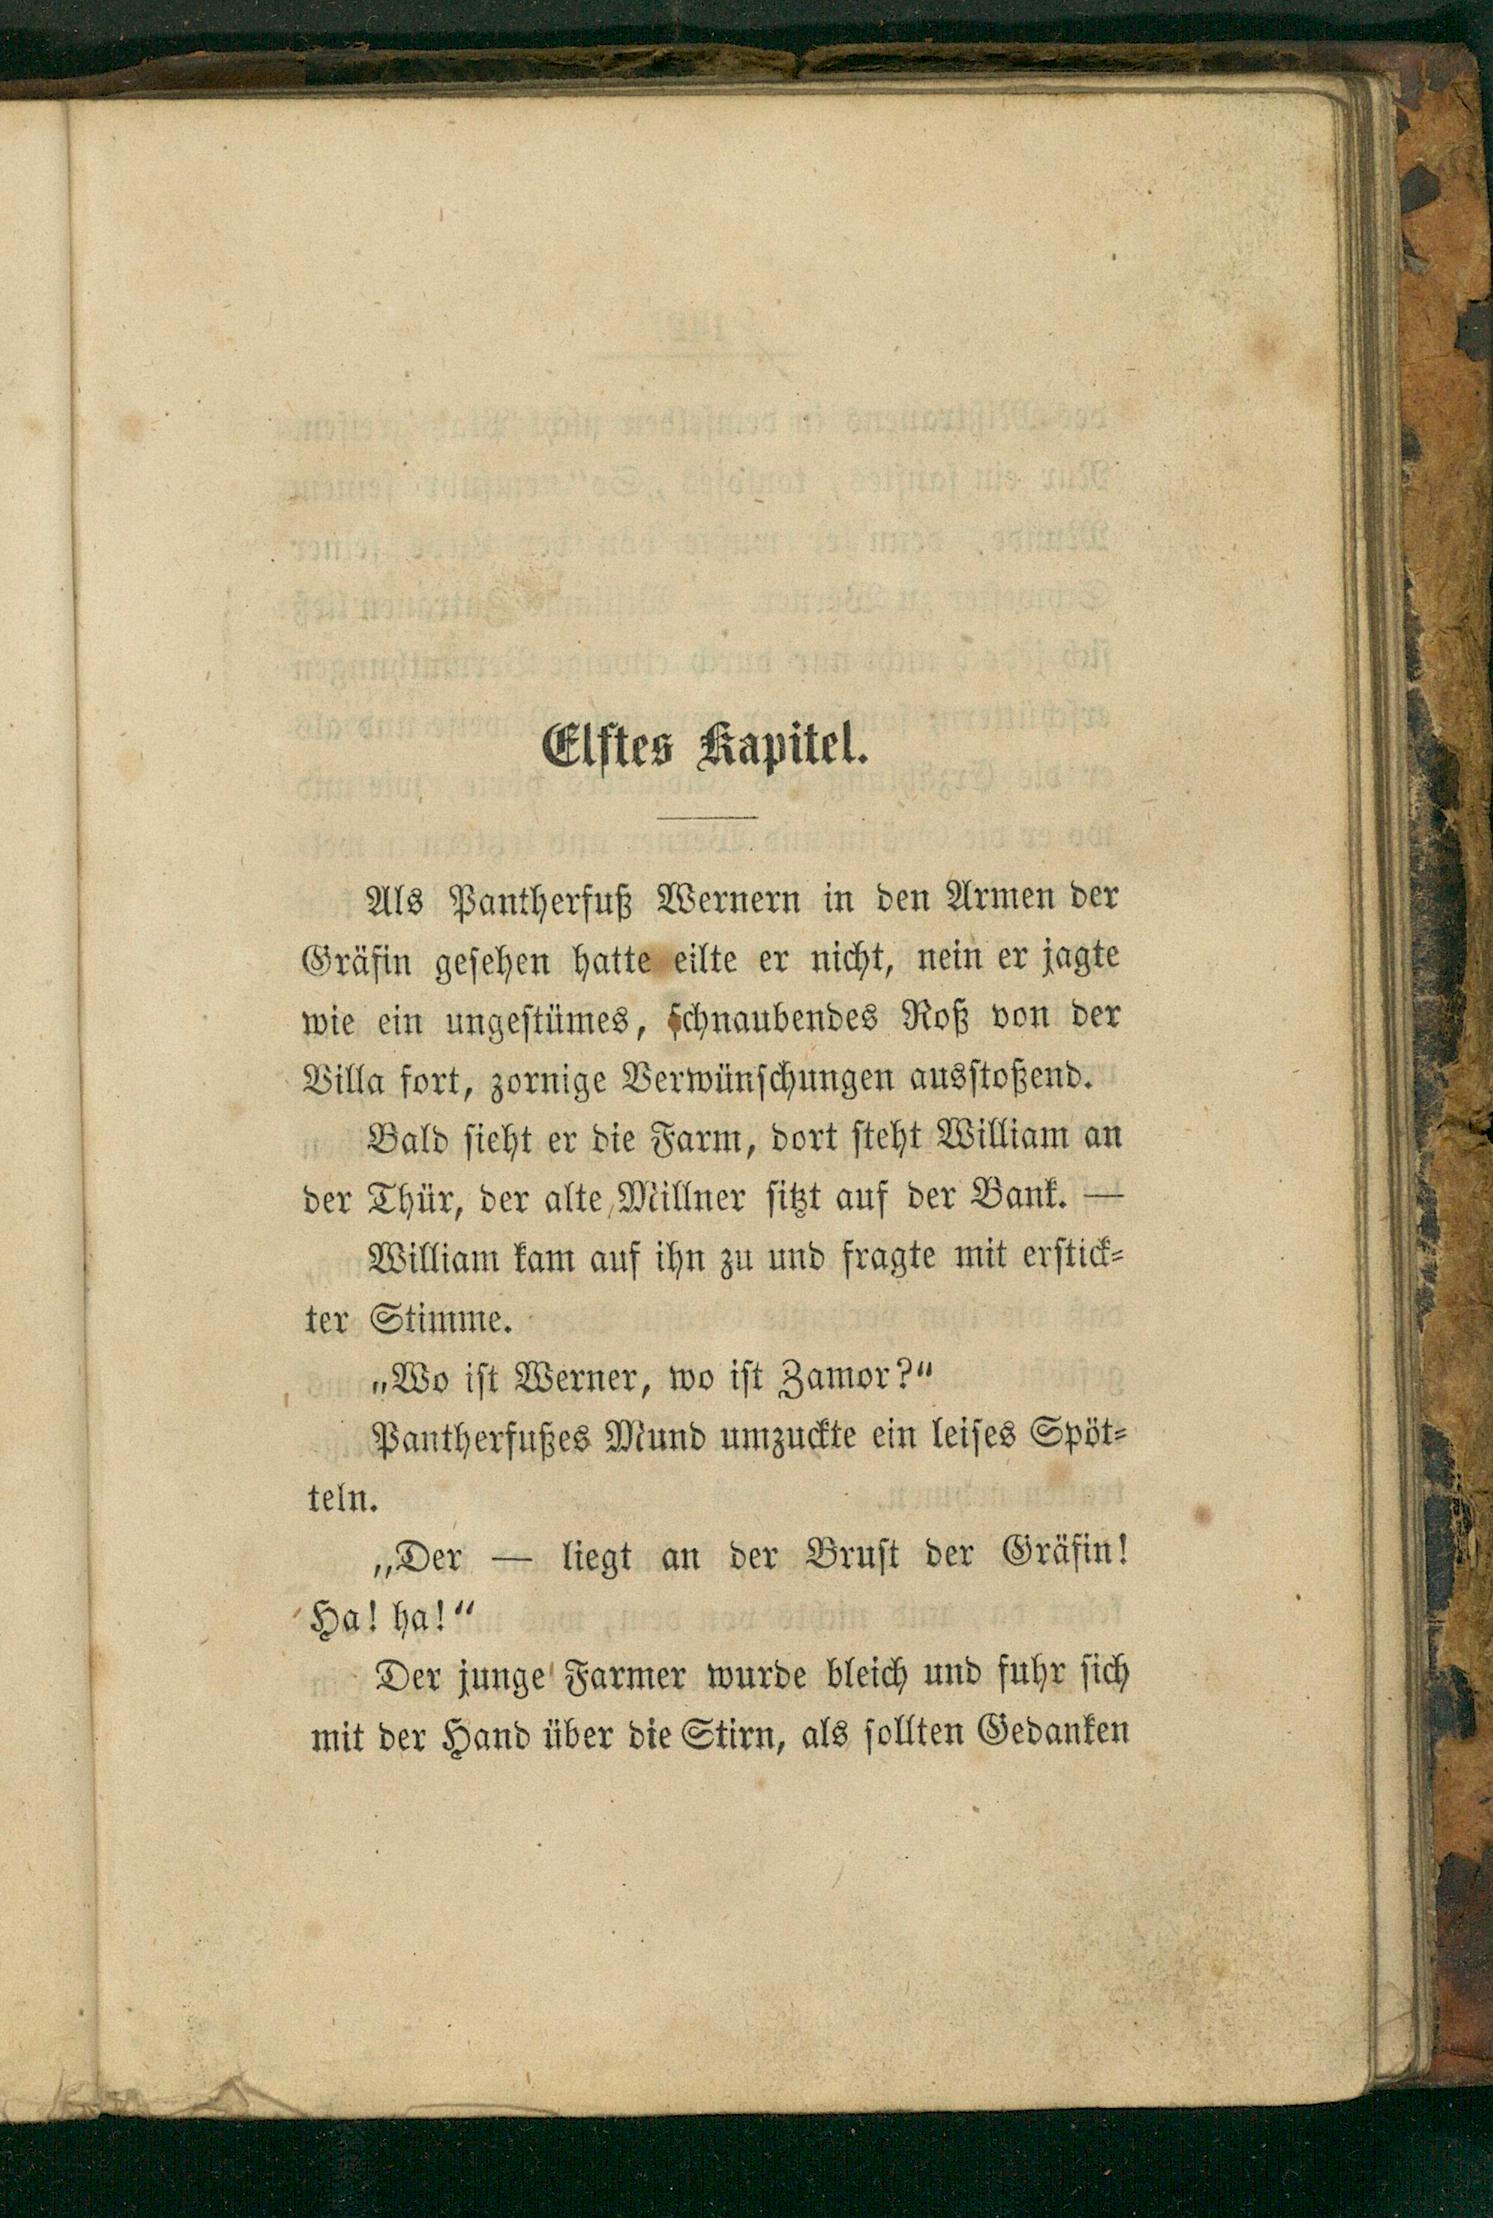 Elftes Kapitel.
Als Pantherfuß Wernern in den Armen der
Gräfin gesehen hatte eilte er nicht, nein er jagte
wie ein ungestümes, schnaubendes Roß von der
Villa fort, zornige Verwünschungen ausstoßend.
Bald sieht er die Farm, dort steht William an
der Thür, der alte Millner sitzt auf der Bank. —
William kam auf ihn zu und fragte mit erstick-
ter Stimme.
„Wo ist Werner, wo ist Zamor?“
Pantherfußes Mund umzuckte ein leises Spöt-
teln.
„Der — liegt an der Brust der Gräfin!
Ha! ha!“
Der junge Farmer wurde bleich und fuhr sich
mit der Hand über die Stirn, als sollten Gedanken